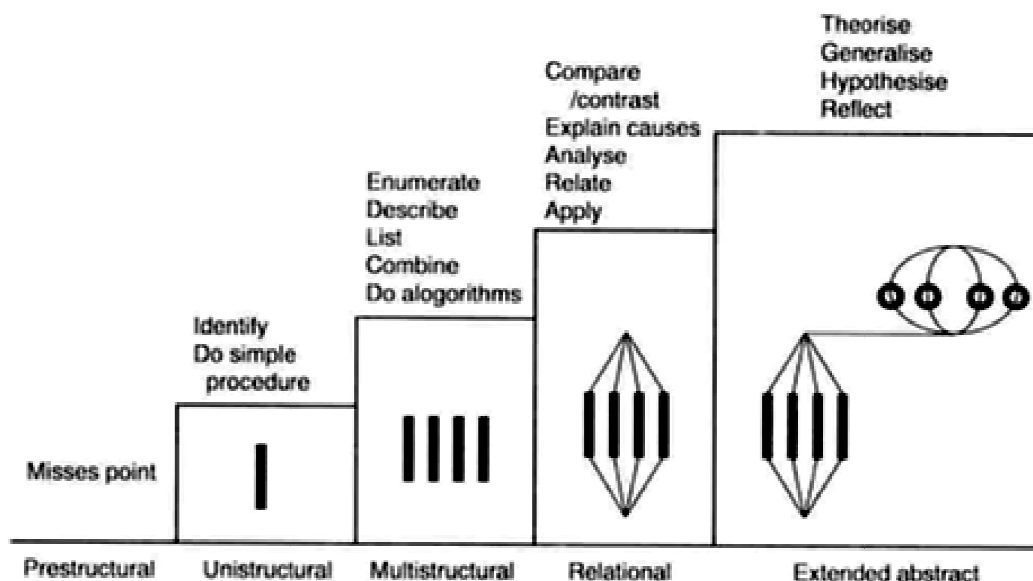 Theorise
Generalise
Hypothesise
Reflect
Compare
/contrast
Explain causes
Analyse
Relate
Apply
Enumerate
Describe
List
Combine
Do alogorithms
Identify
Do simple
procedure
Misses point
Prestructural
Unistructural
Multistructural
Relational
Extended abstract